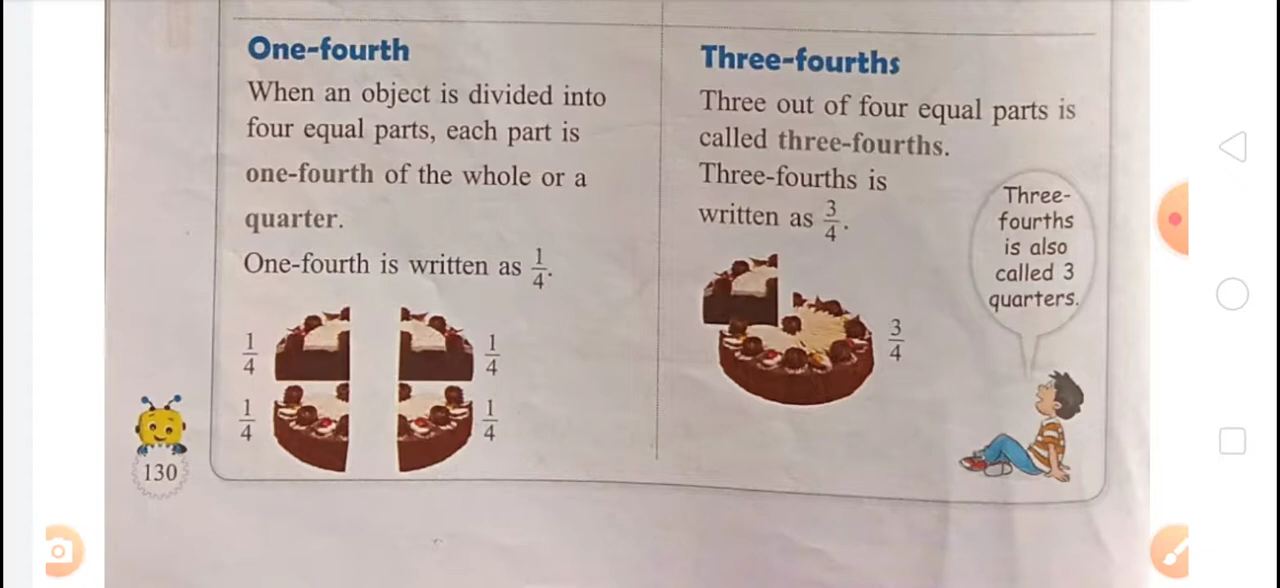 One-fourth
When an object is divided into
four equal parts, each part is
one-fourth of the whole or a
quarter.
One-fourth is written as 1/4.
1/4
1/4
1/4
1/4
130
Three-fourths
Three out of four equal parts is
called three-fourths.
Three-fourths is
written as 3/4.
3/4
Three-
fourths
is also
called 3
quarters.